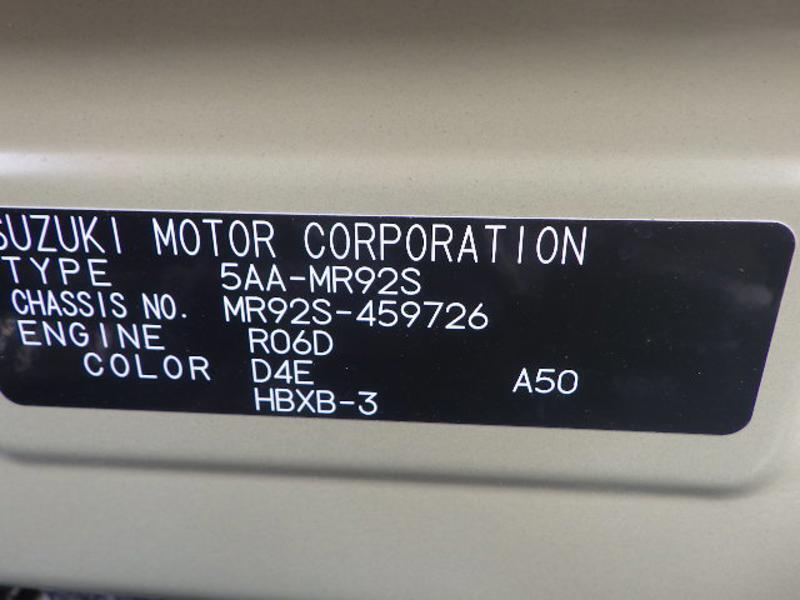 SUZUKI MOTOR CORPORATION
TYPE 5AA-MR92S
CHASSIS NO. MR92S-459726
ENGINE R06D
COLOR D4E A50
HBXB-3